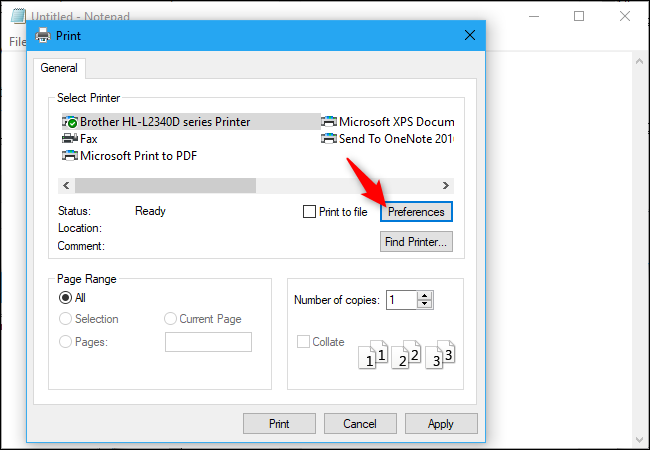 Untitled - Notepad
File
Print
General
Select Printer
Brother HL-L2340D series Printer
Microsoft XPS Docum
Fax
Send To OneNote 201
Microsoft Print to PDF
Status: Ready
Print to file
Preferences
Location:
Comment:
Find Printer...
Page Range
All
Selection
Current Page
Pages:
Number of copies: 1
Collate
1 1 2 2 3 3
Print
Cancel
Apply